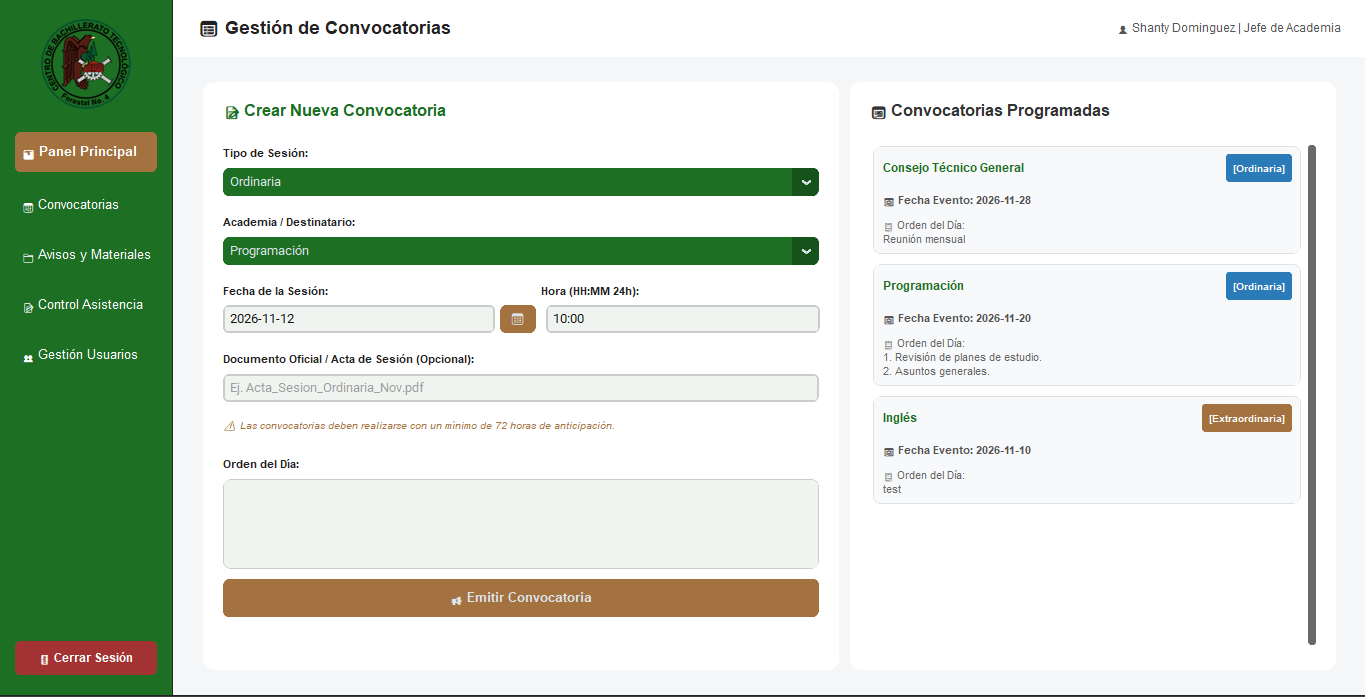 CENTRO DE BACHILLERATO TECNOLÓGICO
Forestal No. 4
Panel Principal
Convocatorias
Avisos y Materiales
Control Asistencia
Gestión Usuarios
Cerrar Sesión
Gestión de Convocatorias
Shanty Dominguez | Jefe de Academia
Crear Nueva Convocatoria
Tipo de Sesión:
Ordinaria
Academia / Destinatario:
Programación
Fecha de la Sesión:
Hora (HH:MM 24h):
2026-11-12
10:00
Documento Oficial / Acta de Sesión (Opcional):
Ej. Acta_Sesion_Ordinaria_Nov.pdf
Las convocatorias deben realizarse con un mínimo de 72 horas de anticipación.
Orden del Día:
Emitir Convocatoria
Convocatorias Programadas
Consejo Técnico General
[Ordinaria]
Fecha Evento: 2026-11-28
Orden del Día:
Reunión mensual
Programación
[Ordinaria]
Fecha Evento: 2026-11-20
Orden del Día:
1. Revisión de planes de estudio.
2. Asuntos generales.
Inglés
[Extraordinaria]
Fecha Evento: 2026-11-10
Orden del Día:
test